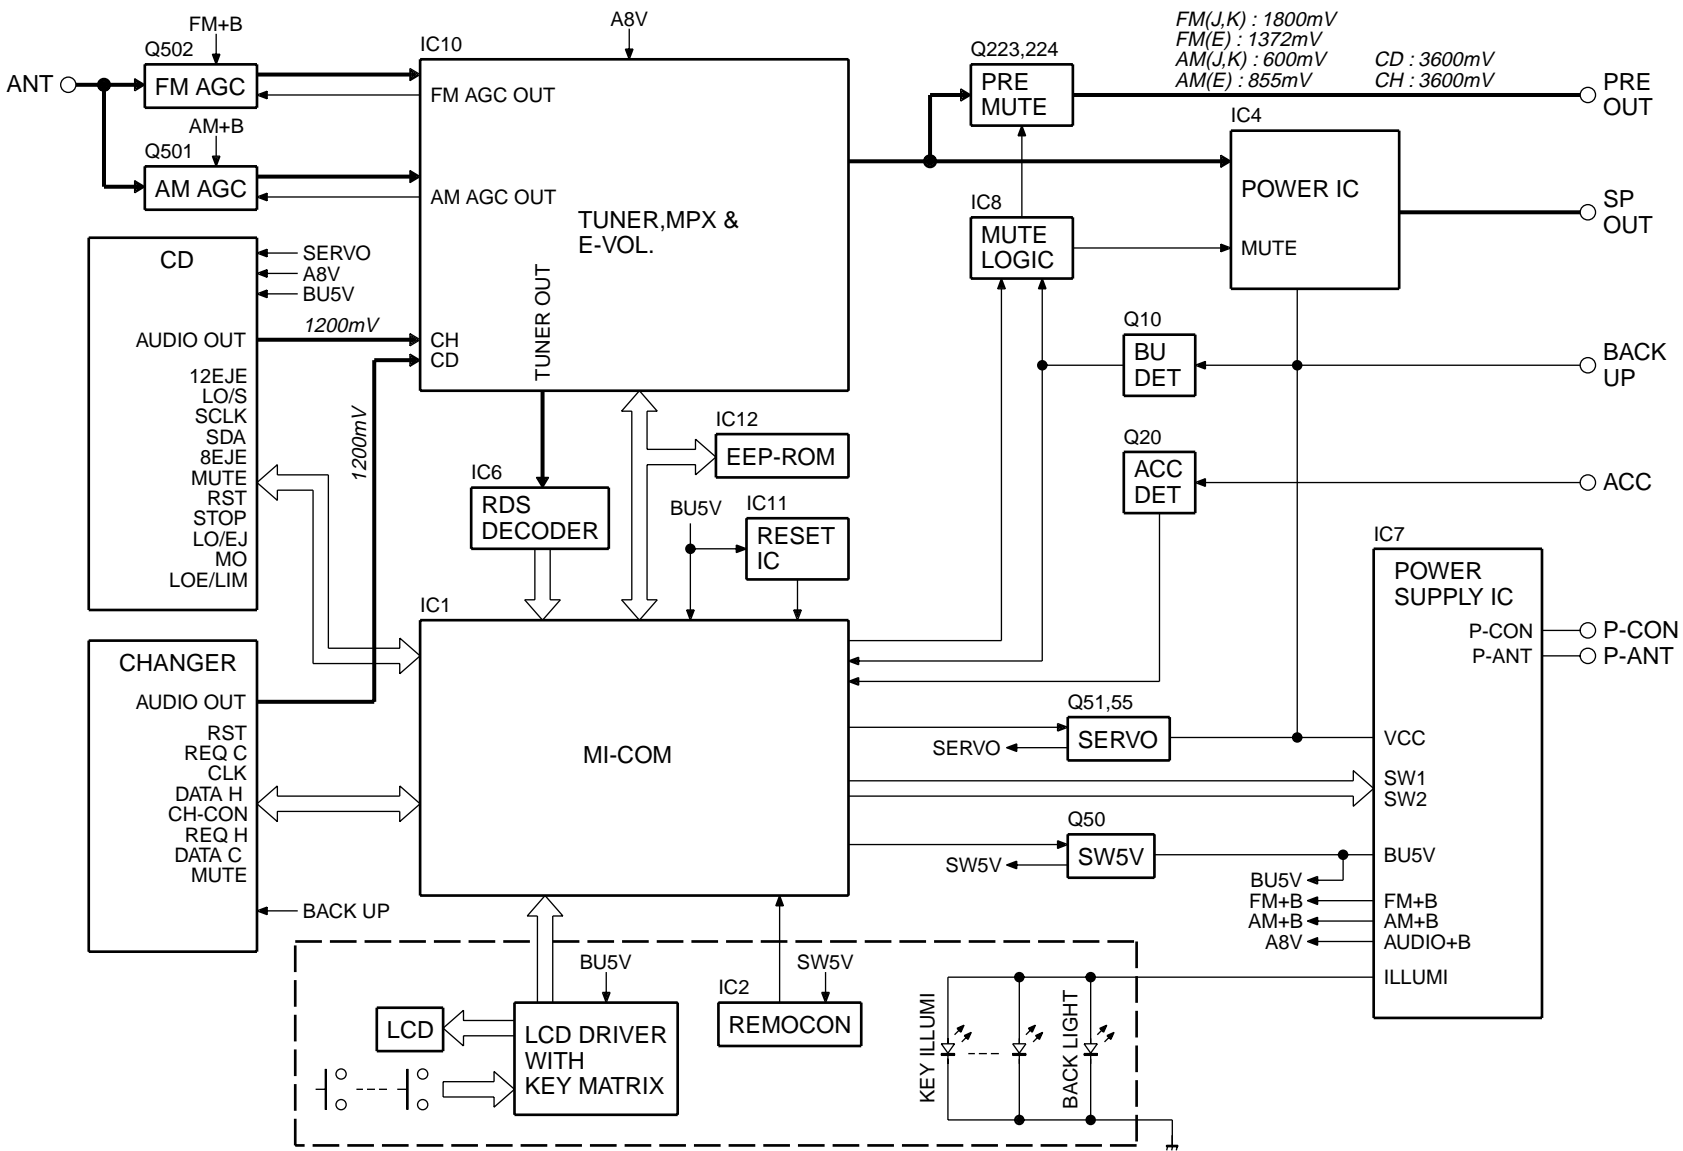 FM+B
Q502
ANT
FM AGC
AM+B
Q501
AM AGC
A8V
IC10
FM AGC OUT
AM AGC OUT
TUNER,MPX &
E-VOL.
TUNER OUT
CH
CD
Q223,224
PRE
MUTE
FM(J,K) : 1800mV
FM(E) : 1372mV
AM(J,K) : 600mV
AM(E) : 855mV
CD : 3600mV
CH : 3600mV
PRE
OUT
IC4
POWER IC
MUTE
SP
OUT
IC8
MUTE
LOGIC
CD
SERVO
A8V
BU5V
AUDIO OUT
1200mV
12EJE
LO/S
SCLK
SDA
8EJE
MUTE
RST
STOP
LO/EJ
MO
LOE/LIM
1200mV
Q10
BU
DET
BACK
UP
Q20
ACC
DET
ACC
IC12
EEP-ROM
IC6
RDS
DECODER
BU5V
IC11
RESET
IC
IC7
POWER
SUPPLY IC
P-CON
P-ANT
P-CON
P-ANT
VCC
SW1
SW2
BU5V
FM+B
AM+B
AUDIO+B
ILLUMI
IC1
MI-COM
CHANGER
AUDIO OUT
RST
REQ C
CLK
DATA H
CH-CON
REQ H
DATA C
MUTE
BACK UP
Q51,55
SERVO
SERVO
Q50
SW5V
SW5V
BU5V
FM+B
AM+B
A8V
BU5V
LCD
LCD DRIVER
WITH
KEY MATRIX
SW5V
IC2
REMOCON
KEY ILLUMI
BACK LIGHT